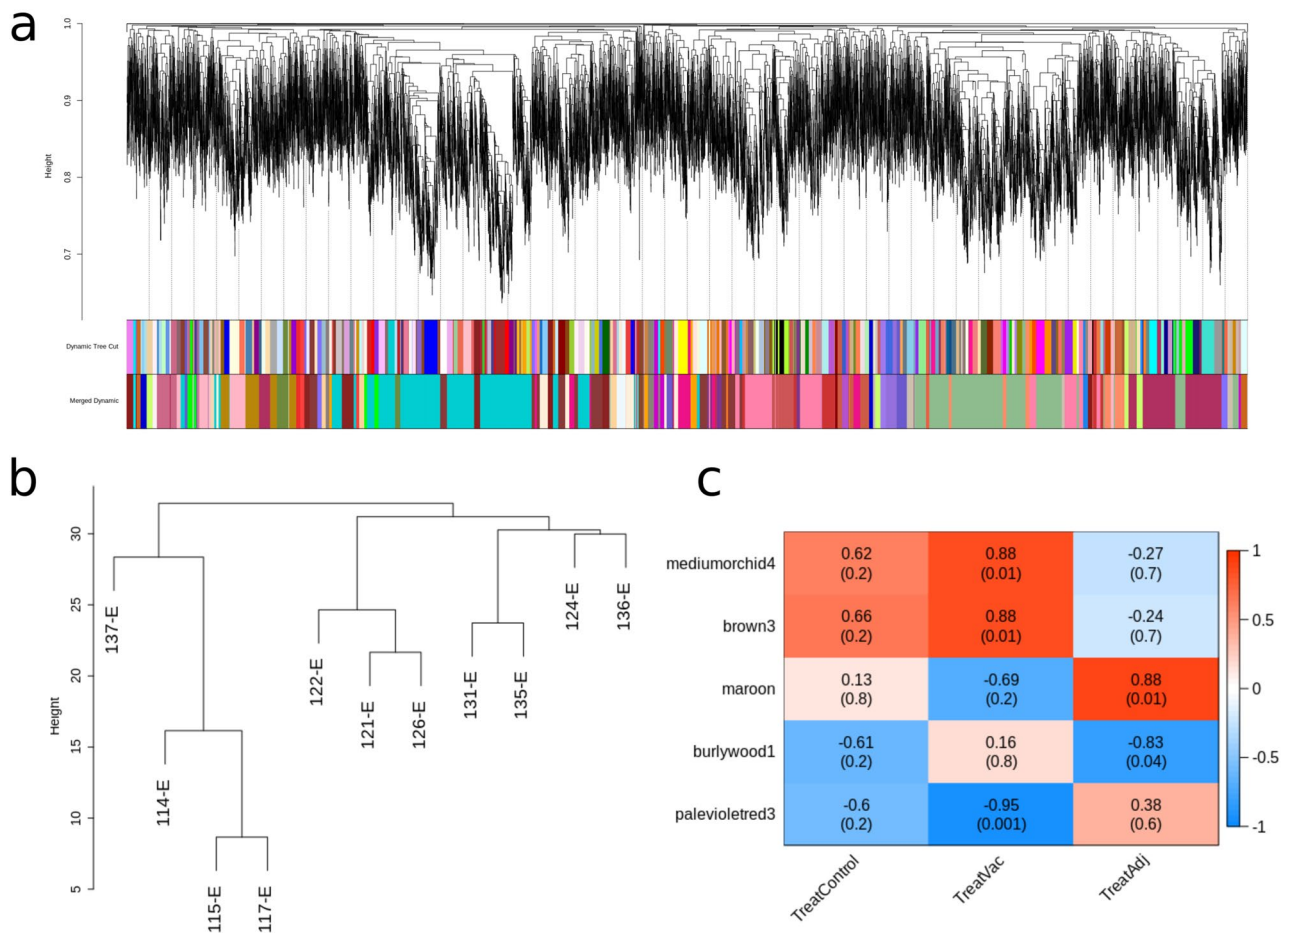 a
1.0
0.9
0.8
0.7
Height
Dynamic Tree Cut
Merged Dynamic
b
30
25
20
15
10
5
Height
137-E
114-E
115-E
117-E
122-E
121-E
126-E
131-E
135-E
124-E
136-E
c
mediumorchid4
0.62
(0.2)
0.88
(0.01)
-0.27
(0.7)
brown3
0.66
(0.2)
0.88
(0.01)
-0.24
(0.7)
maroon
0.13
(0.8)
-0.69
(0.2)
0.88
(0.01)
burlywood1
-0.61
(0.2)
0.16
(0.8)
-0.83
(0.04)
palevioletred3
-0.6
(0.2)
-0.95
(0.001)
0.38
(0.6)
TreatControl
TreatVac
TreatAdj
1
0.5
0
-0.5
-1